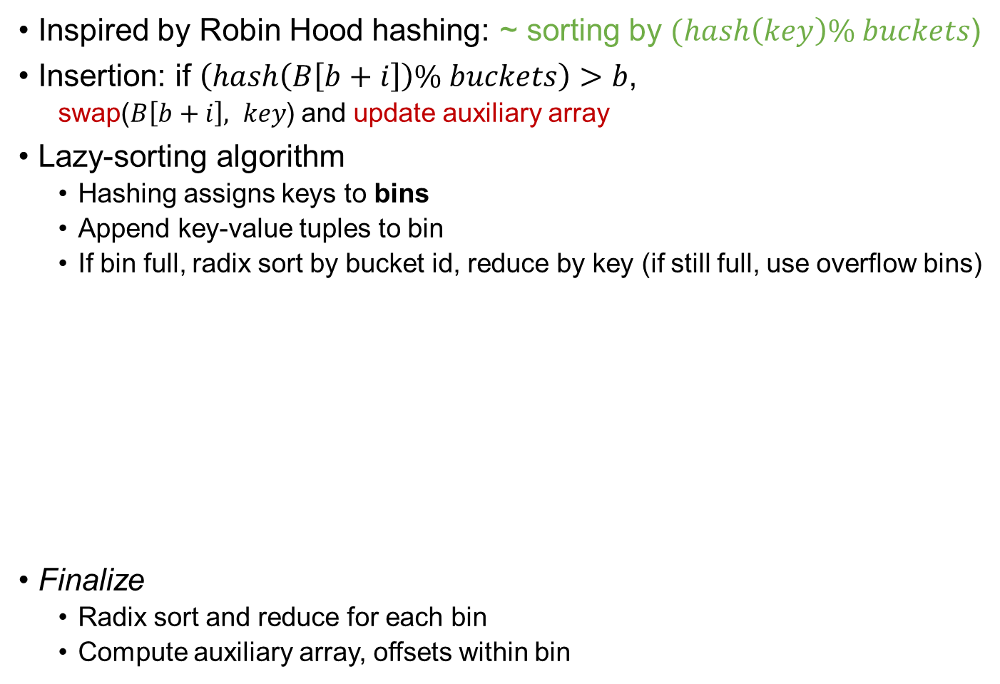 • Inspired by Robin Hood hashing: ~ sorting by (hash(key)% buckets)
• Insertion: if (hash(B[b + i])% buckets) > b,
swap(B[b + i], key) and update auxiliary array
• Lazy-sorting algorithm
• Hashing assigns keys to bins
• Append key-value tuples to bin
• If bin full, radix sort by bucket id, reduce by key (if still full, use overflow bins)
• Finalize
• Radix sort and reduce for each bin
• Compute auxiliary array, offsets within bin